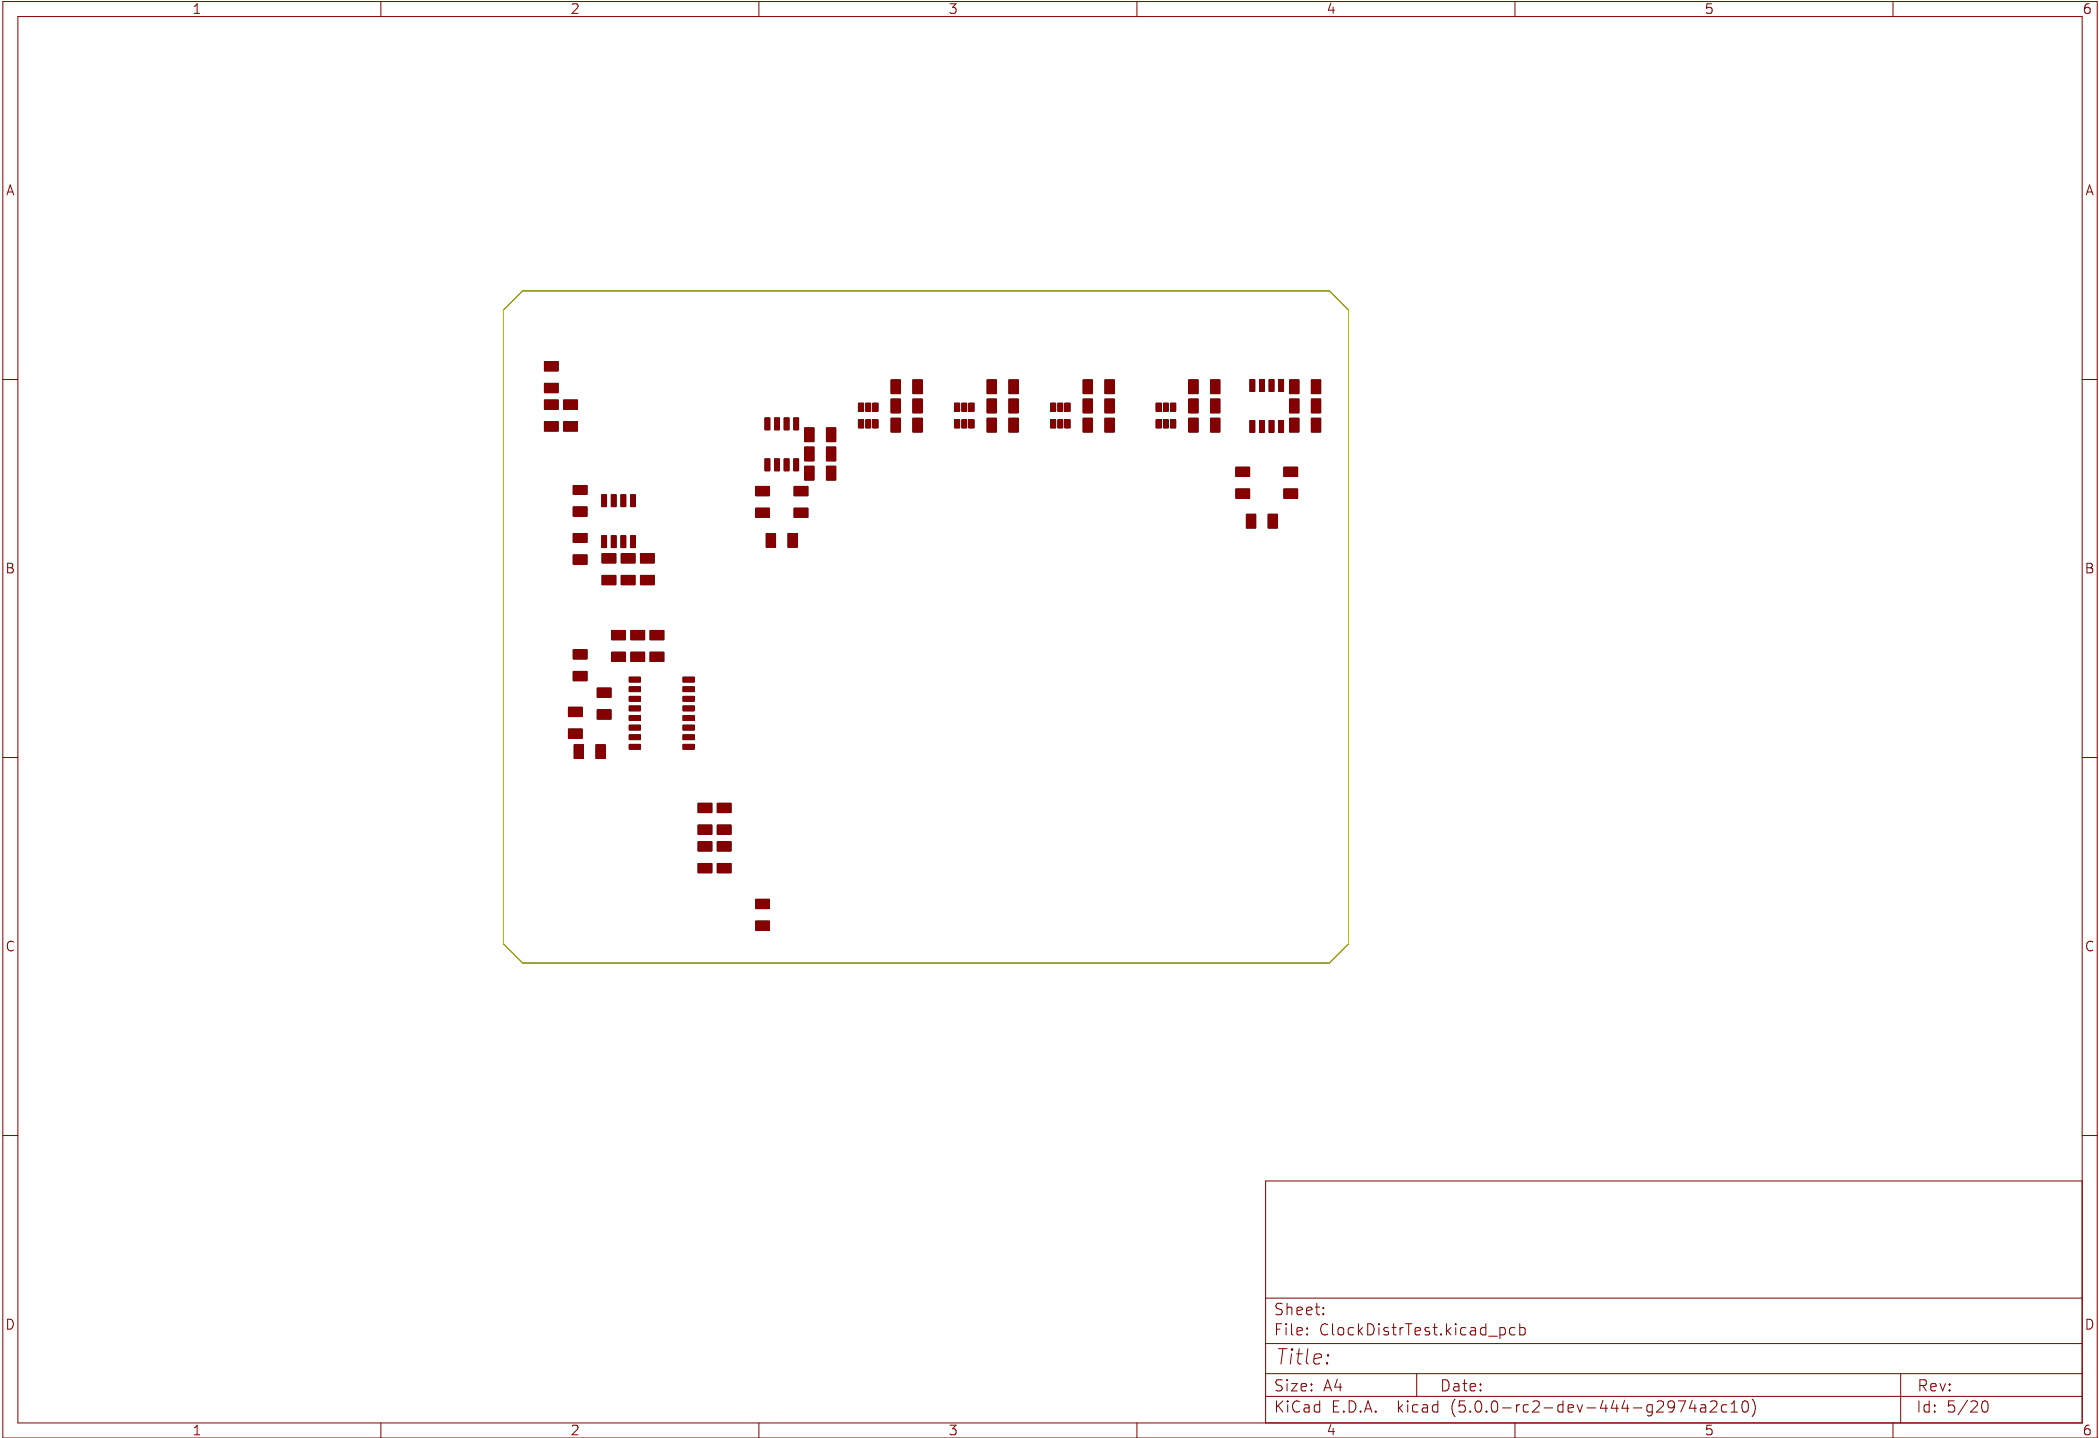 1 2 3 4 5 6
A A
B B
C C
Sheet:
File: ClockDistrTest.kicad_pcb
D D
Title:
Size: A4 Date: Rev:
KiCad E.D.A. kicad (5.0.0-rc2-dev-444-g2974a2c10) Id: 5/20
1 2 3 4 5 6